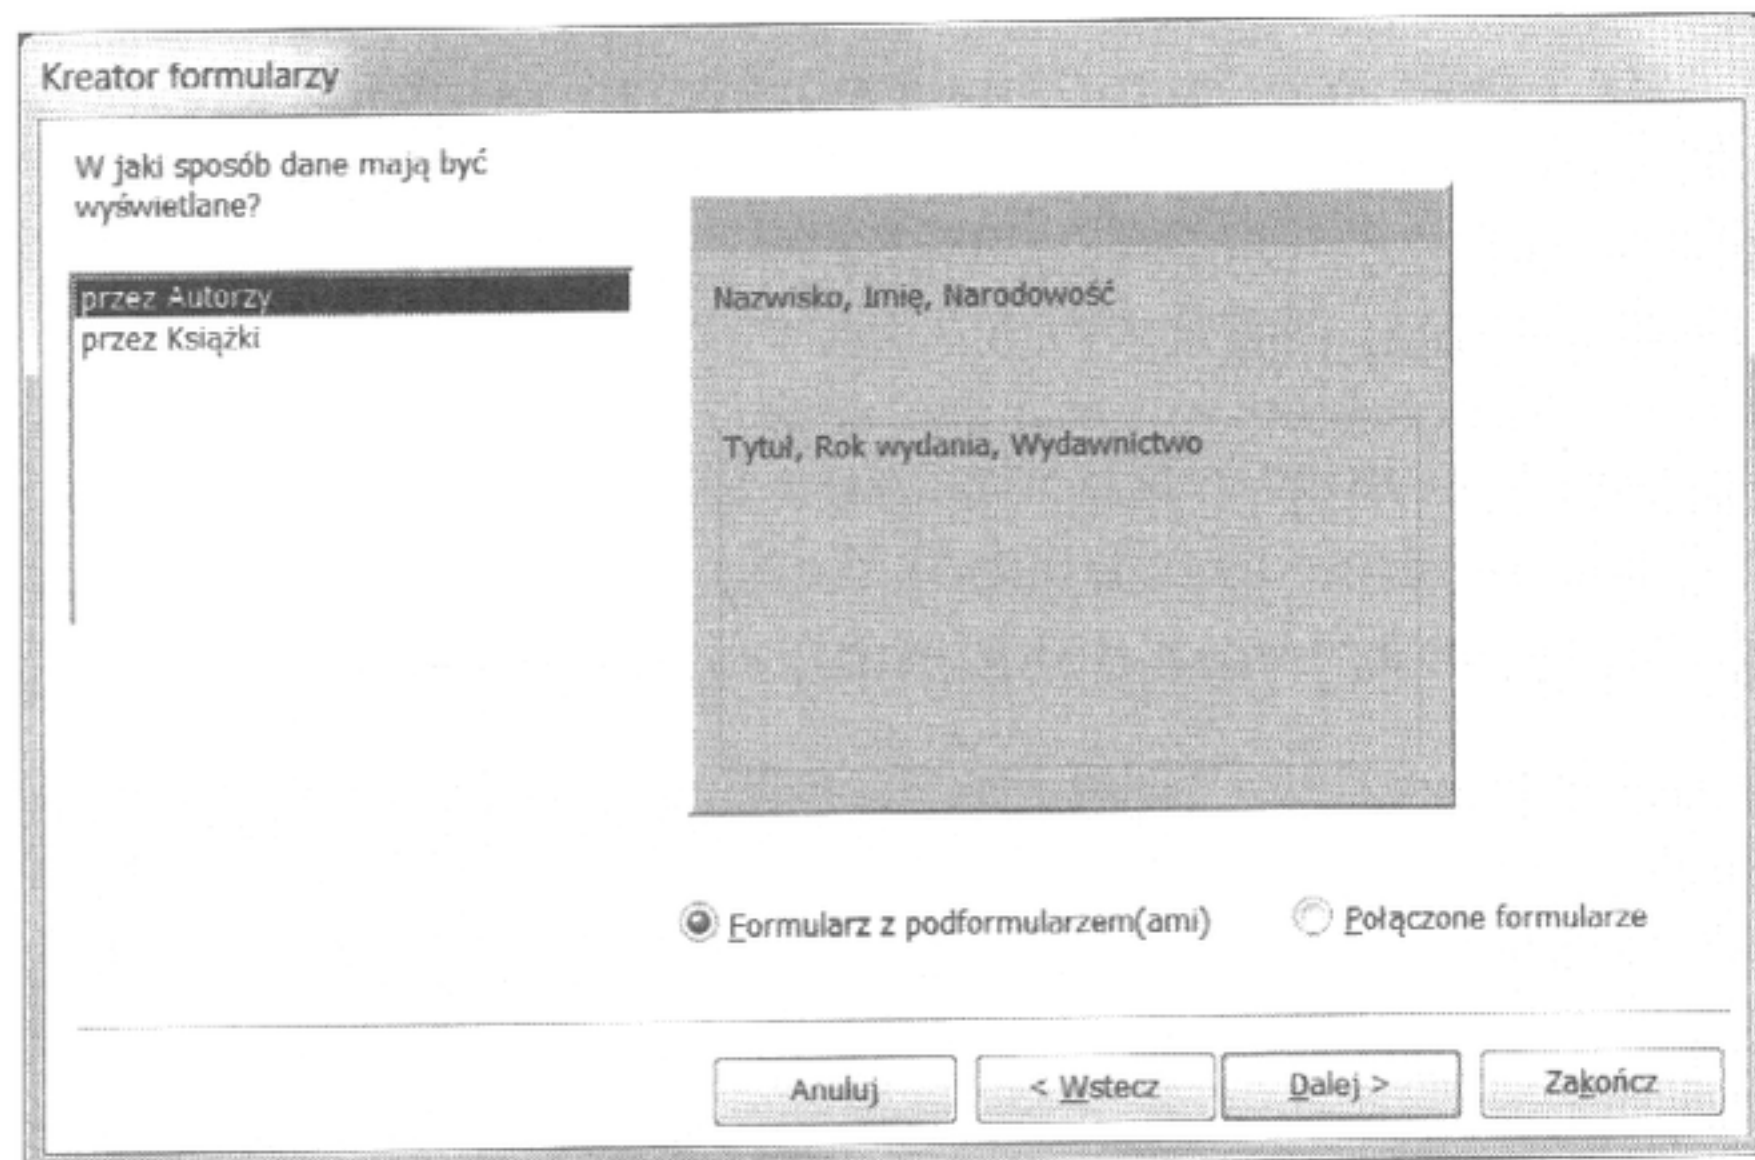 Kreator formularzy
W jaki sposób dane mają być
wyświetlane?
przez Autorzy
przez Książki
Nazwisko, Imię, Narodowość
Tytuł, Rok wydania, Wydawnictwo
Formularz z podformularzem(ami)
Połączone formularze
Anuluj
< Wstecz
Dalej >
Zakończ